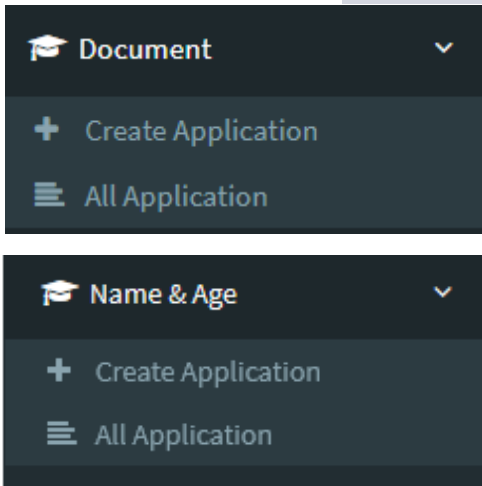 Document
Create Application
All Application
Name & Age
Create Application
All Application